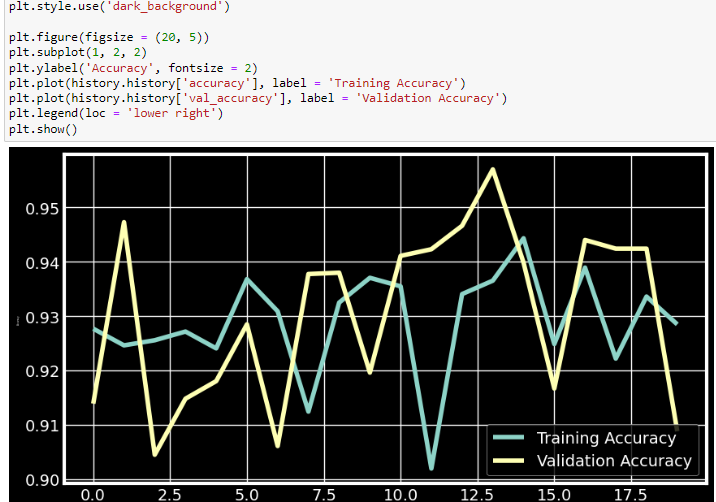 plt.style.use('dark_background')
plt.figure(figsize = (20, 5))
plt.subplot(1, 2, 2)
plt.ylabel('Accuracy', fontsize = 2)
plt.plot(history.history['accuracy'], label = 'Training Accuracy')
plt.plot(history.history['val_accuracy'], label = 'Validation Accuracy')
plt.legend(loc = 'lower right')
plt.show()
0.95
0.94
0.93
0.92
0.91
0.90
Training Accuracy
Validation Accuracy
0.0 2.5 5.0 7.5 10.0 12.5 15.0 17.5